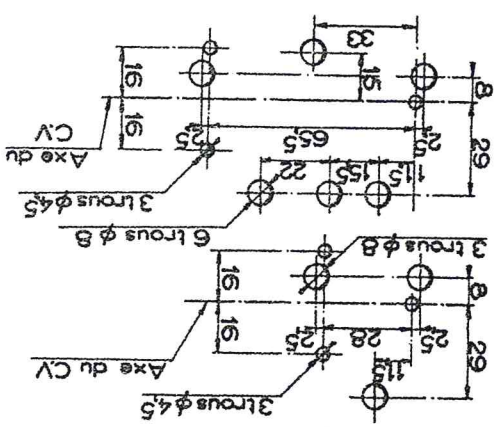 3 trous ø 4,5
11,5
29
Axe du C.V
16
2,5
28
2,5
16
8
3 trous ø 8
6 trous ø 8
3 trous ø 4,5
22
15,5
11,5
29
Axe du
C.V
16
2,5
65,5
2,5
16
15
8
33